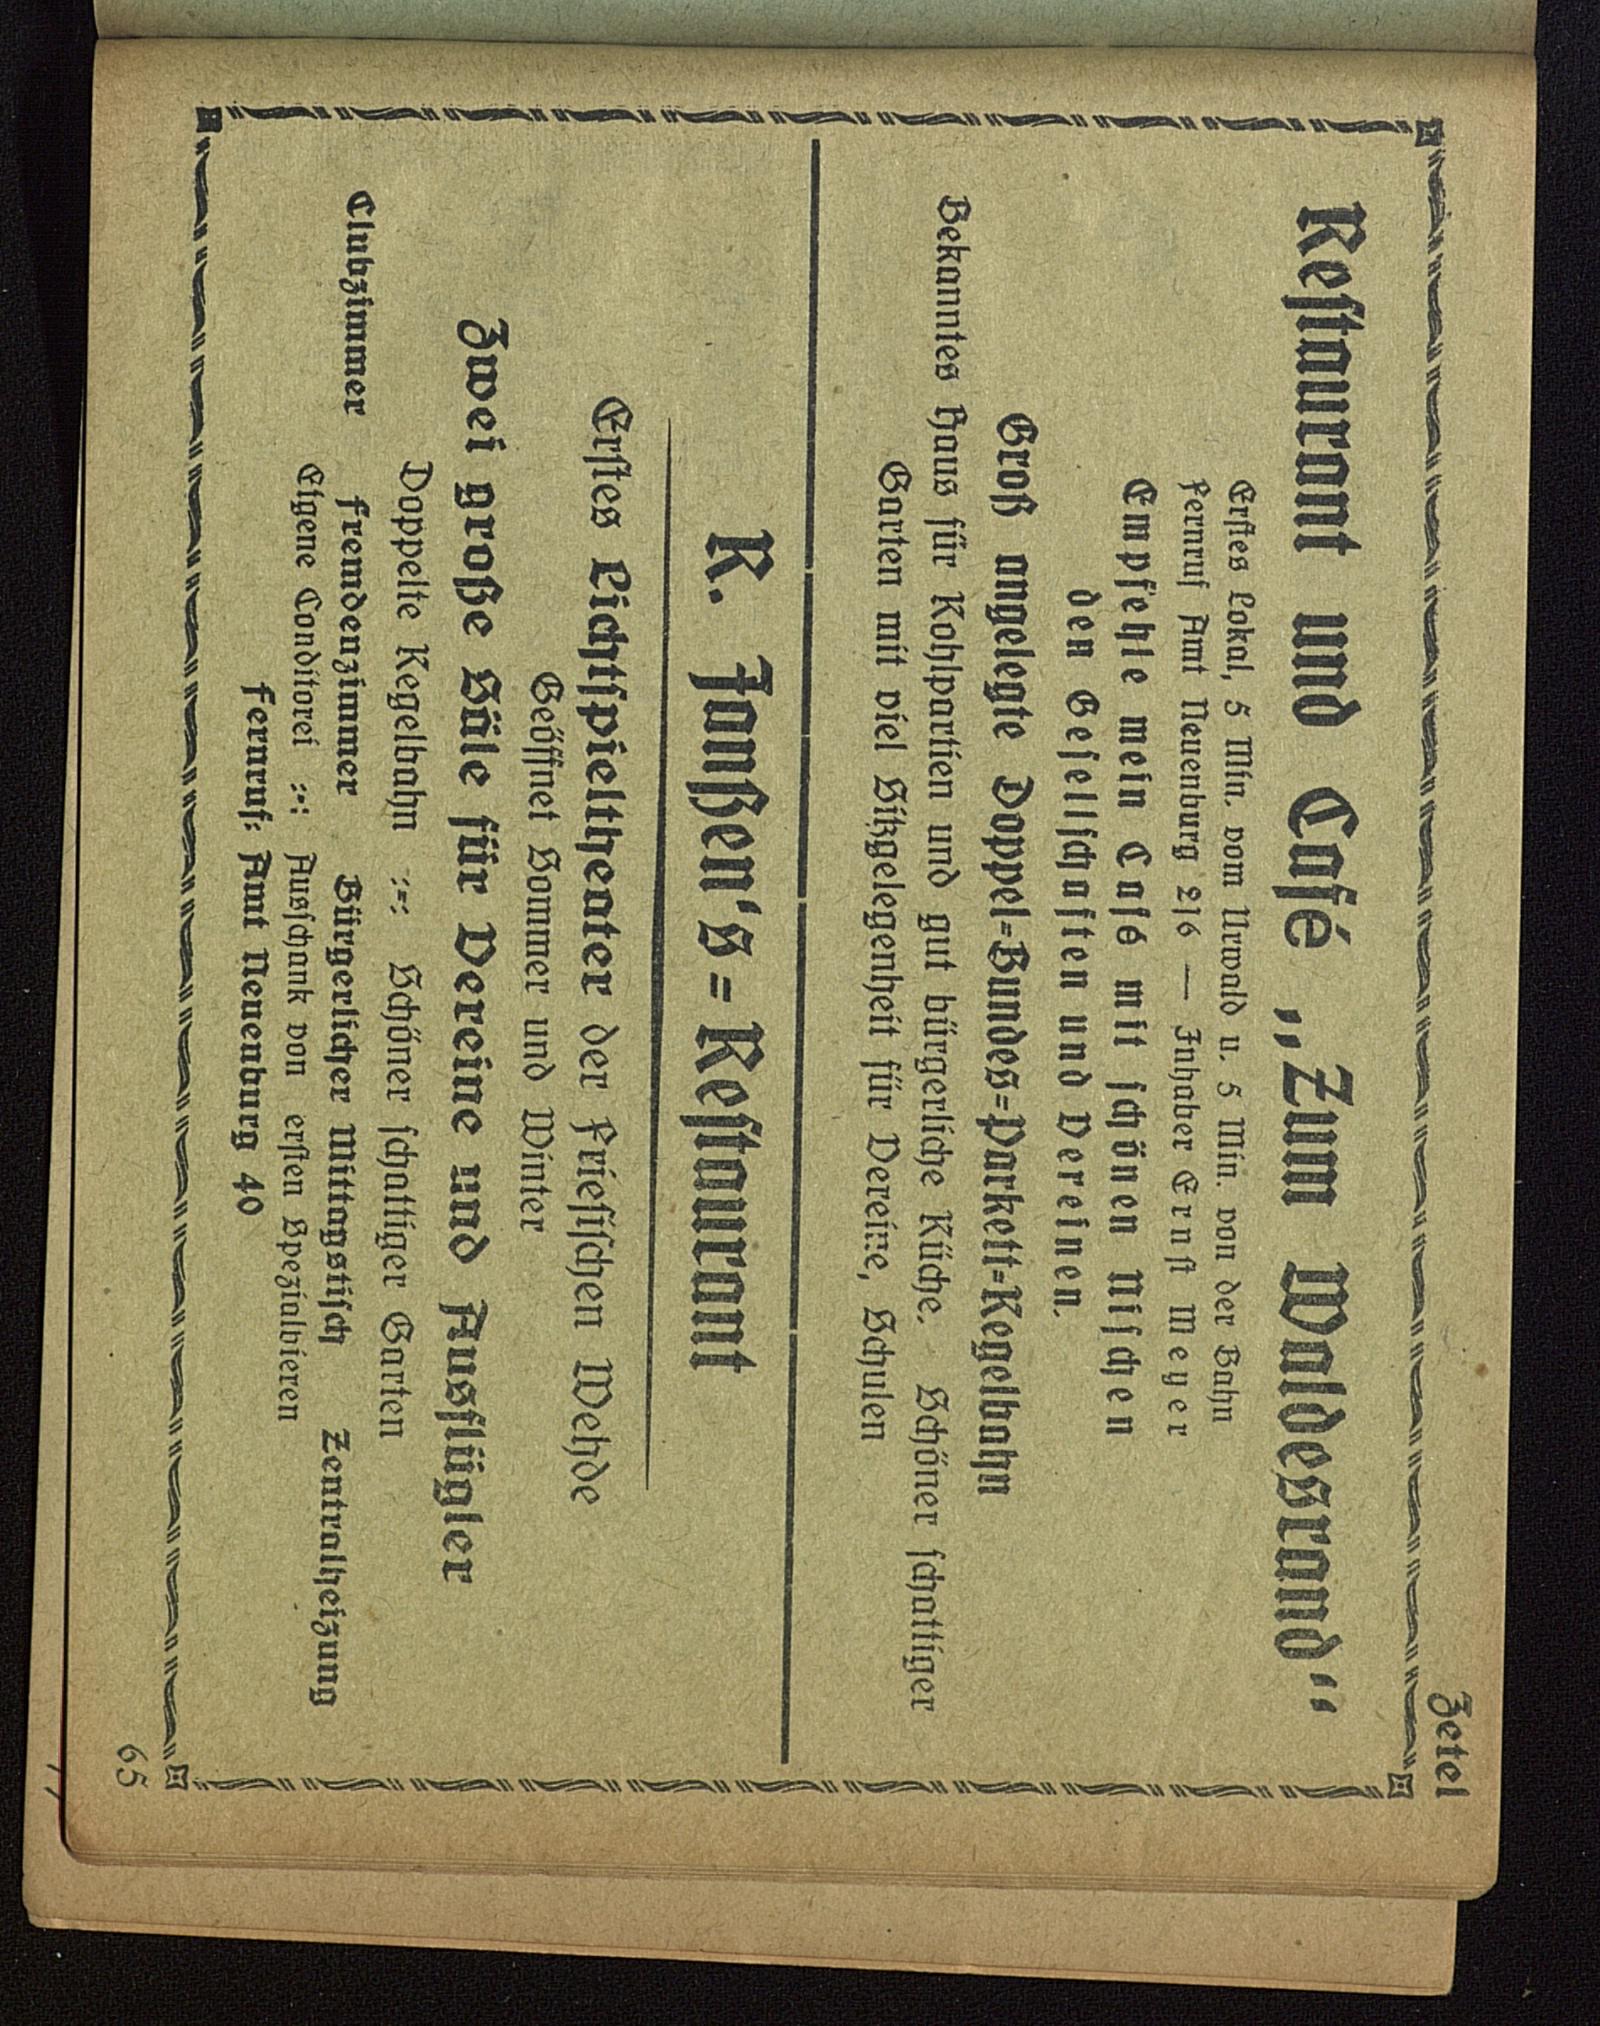 Zetel
Restaurant und Café „Zum Waldesrand“
Erstes Lokal, 5 Min. vom Urwald u. 5 Min. von der Bahn
Fernruf Amt Neuenburg 216 — Inhaber Ernst Meyer
Empfehle mein Café mit schönen Nischen
den Gesellschaften und Vereinen.
Groß angelegte Doppel=Bundes=Parkett=Kegelbahn
Bekanntes Haus für Kohlpartien und gut bürgerliche Küche. Schöner schattiger
Garten mit viel Sitzgelegenheit für Vereine, Schulen
R. Janßen's=Restaurant
Erstes Lichtspieltheater der Friesischen Wehde
Geöffnet Sommer und Winter
Zwei große Säle für Vereine und Ausflügler
Doppelte Kegelbahn :-: Schöner schattiger Garten
Clubzimmer Fremdenzimmer Bürgerlicher Mittagstisch Zentralheizung
Eigene Conditorei :-: Ausschank von ersten Spezialbieren
Fernruf: Amt Neuenburg 40
65